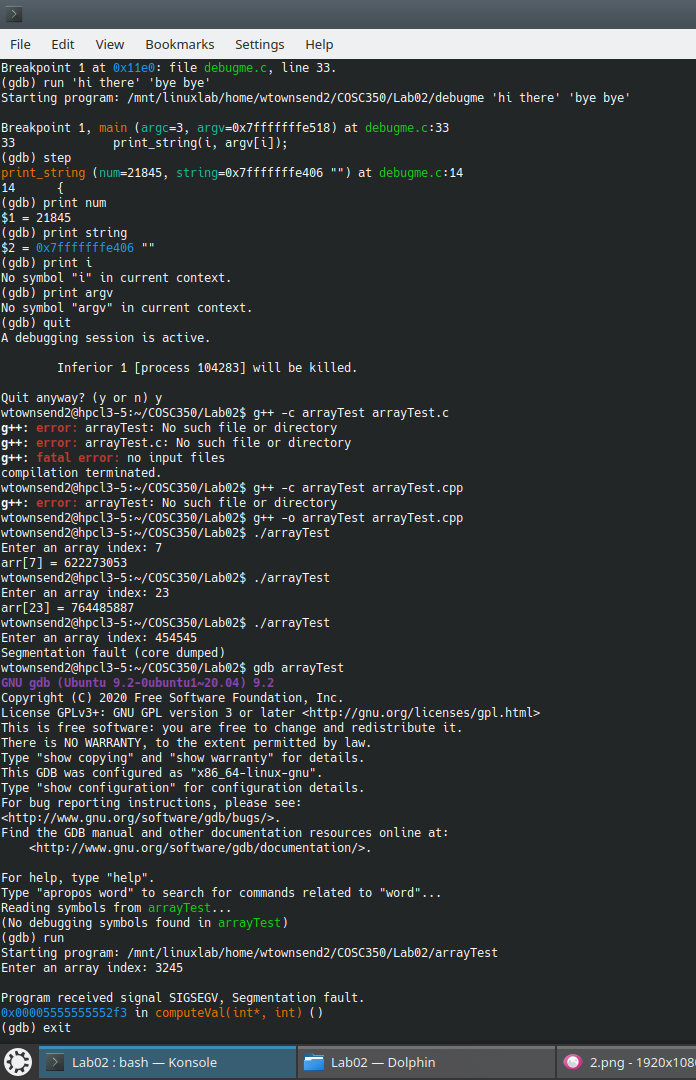 File Edit View Bookmarks Settings Help
Breakpoint 1 at 0x11e0: file debugme.c, line 33.
(gdb) run 'hi there' 'bye bye'
Starting program: /mnt/linuxlab/home/wtownsend2/COSC350/Lab02/debugme 'hi there' 'bye bye'
Breakpoint 1, main (argc=3, argv=0x7fffffffe518) at debugme.c:33
33 print_string(i, argv[i]);
(gdb) step
print_string (num=21845, string=0x7fffffffe406 "") at debugme.c:14
14 {
(gdb) print num
$1 = 21845
(gdb) print string
$2 = 0x7fffffffe406 ""
(gdb) print i
No symbol "i" in current context.
(gdb) print argv
No symbol "argv" in current context.
(gdb) quit
A debugging session is active.
Inferior 1 [process 104283] will be killed.
Quit anyway? (y or n) y
wtownsend2@hpcl3-5:~/COSC350/Lab02$ g++ -c arrayTest arrayTest.c
g++: error: arrayTest: No such file or directory
g++: error: arrayTest.c: No such file or directory
g++: fatal error: no input files
compilation terminated.
wtownsend2@hpcl3-5:~/COSC350/Lab02$ g++ -c arrayTest arrayTest.cpp
g++: error: arrayTest: No such file or directory
wtownsend2@hpcl3-5:~/COSC350/Lab02$ g++ -o arrayTest arrayTest.cpp
wtownsend2@hpcl3-5:~/COSC350/Lab02$ ./arrayTest
Enter an array index: 7
arr[7] = 622273053
wtownsend2@hpcl3-5:~/COSC350/Lab02$ ./arrayTest
Enter an array index: 23
arr[23] = 764485887
wtownsend2@hpcl3-5:~/COSC350/Lab02$ ./arrayTest
Enter an array index: 454545
Segmentation fault (core dumped)
wtownsend2@hpcl3-5:~/COSC350/Lab02$ gdb arrayTest
GNU gdb (Ubuntu 9.2-0ubuntu1~20.04) 9.2
Copyright (C) 2020 Free Software Foundation, Inc.
License GPLv3+: GNU GPL version 3 or later <http://gnu.org/licenses/gpl.html>
This is free software: you are free to change and redistribute it.
There is NO WARRANTY, to the extent permitted by law.
Type "show copying" and "show warranty" for details.
This GDB was configured as "x86_64-linux-gnu".
Type "show configuration" for configuration details.
For bug reporting instructions, please see:
<http://www.gnu.org/software/gdb/bugs/>.
Find the GDB manual and other documentation resources online at:
<http://www.gnu.org/software/gdb/documentation/>.
For help, type "help".
Type "apropos word" to search for commands related to "word"...
Reading symbols from arrayTest...
(No debugging symbols found in arrayTest)
(gdb) run
Starting program: /mnt/linuxlab/home/wtownsend2/COSC350/Lab02/arrayTest
Enter an array index: 3245
Program received signal SIGSEGV, Segmentation fault.
0x00005555555552f3 in computeVal(int*, int) ()
(gdb) exit
Lab02 : bash — Konsole Lab02 — Dolphin 2.png - 1920x108